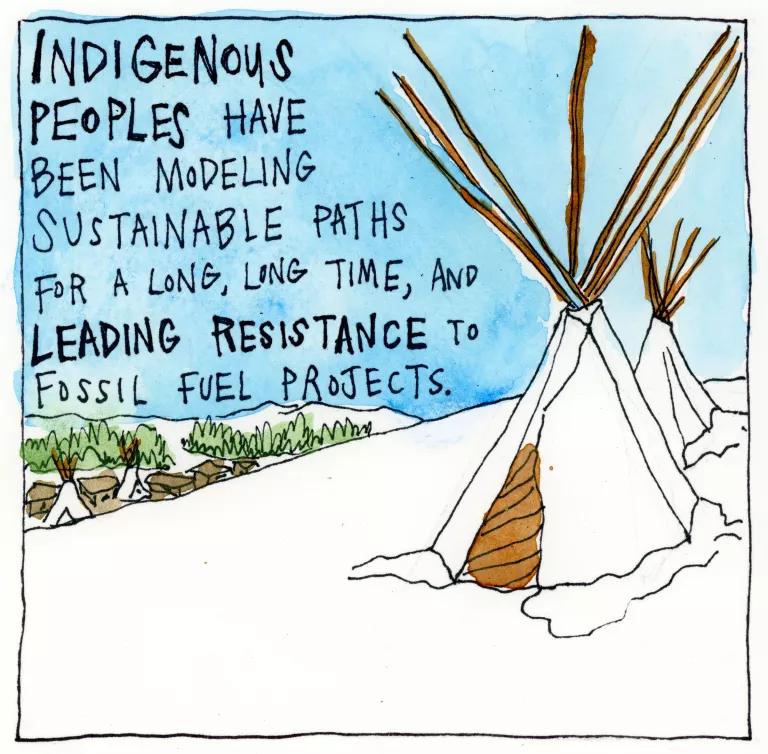 INDIGENOUS
PEOPLES HAVE
BEEN MODELING
SUSTAINABLE PATHS
FOR A LONG, LONG TIME, AND
LEADING RESISTANCE TO
FOSSIL FUEL PROJECTS.